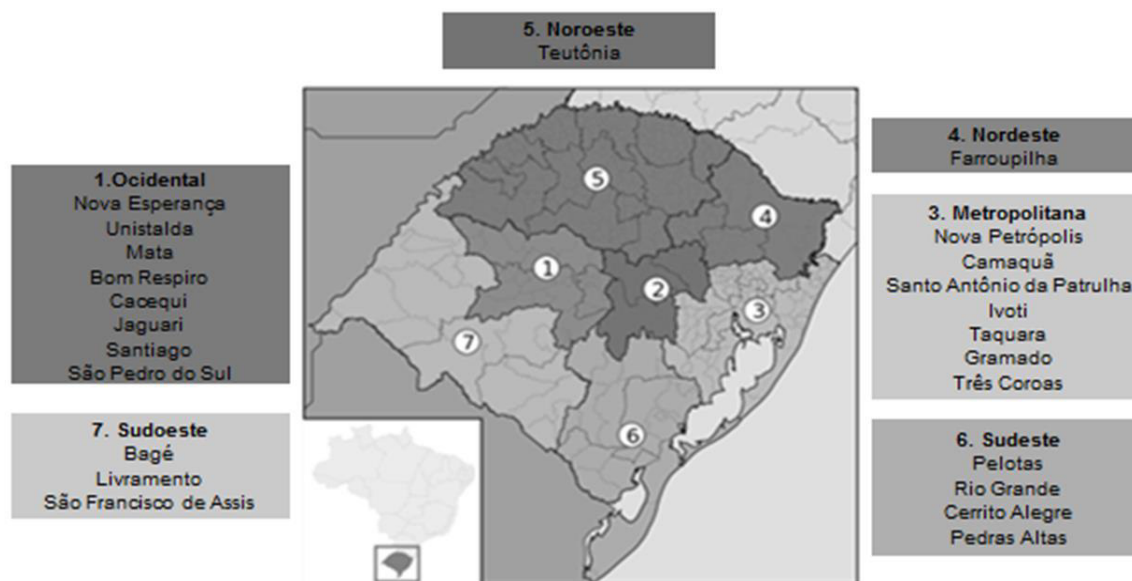 5. Noroeste
Teutônia
1.Ocidental
Nova Esperança
Unistalda
Mata
Bom Respiro
Cacequi
Jaguari
Santiago
São Pedro do Sul
7. Sudoeste
Bagé
Livramento
São Francisco de Assis
5
4
1
2
3
7
6
4. Nordeste
Farroupilha
3. Metropolitana
Nova Petrópolis
Camaquã
Santo Antônio da Patrulha
Ivoti
Taquara
Gramado
Três Coroas
6. Sudeste
Pelotas
Rio Grande
Cerrito Alegre
Pedras Altas